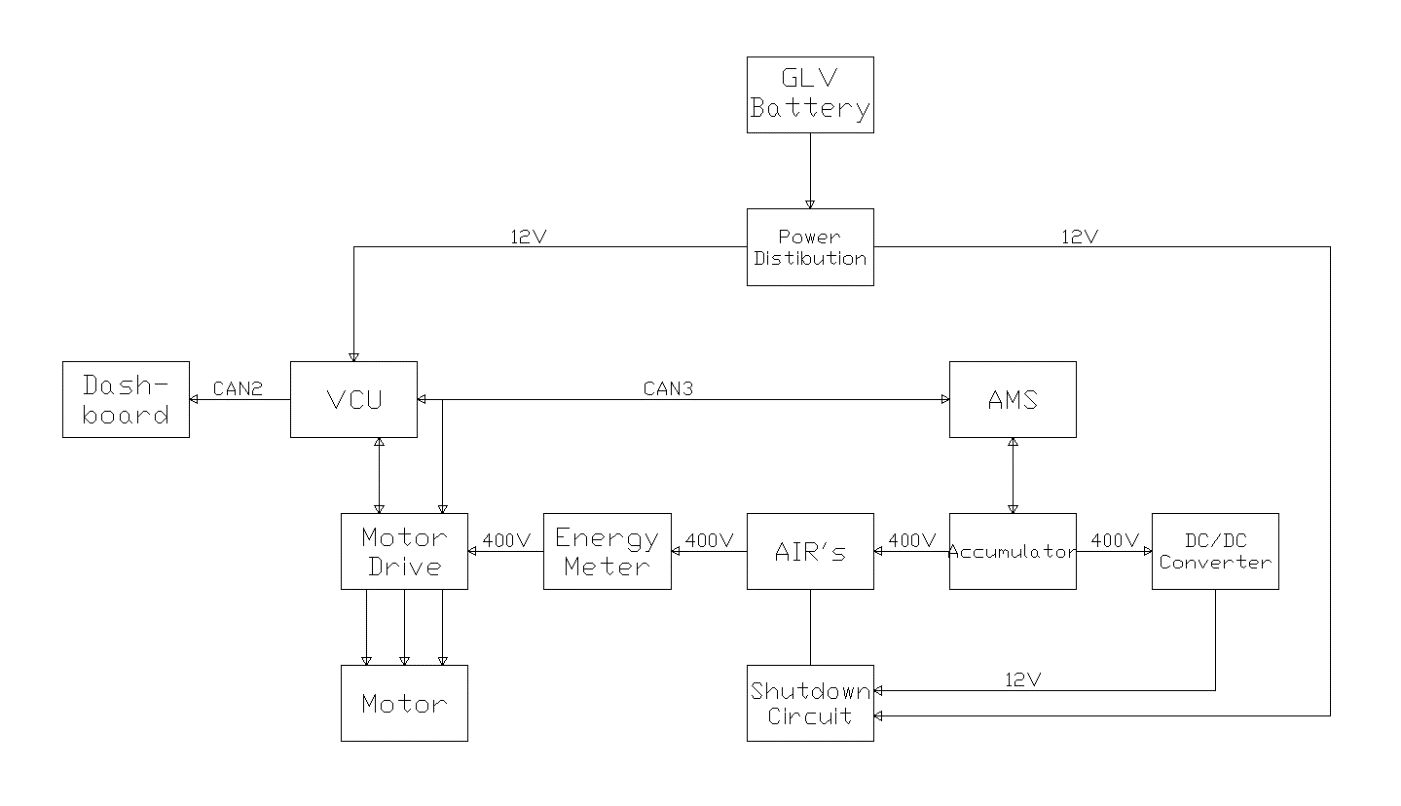 GLV
Battery
12V
Power
Distibution
12V
Dash-
board
CAN2
VCU
CAN3
AMS
Motor
Drive
400V
Energy
Meter
400V
AIR's
400V
Accumulator
400V
DC/DC
Converter
Motor
Shutdown
Circuit
12V